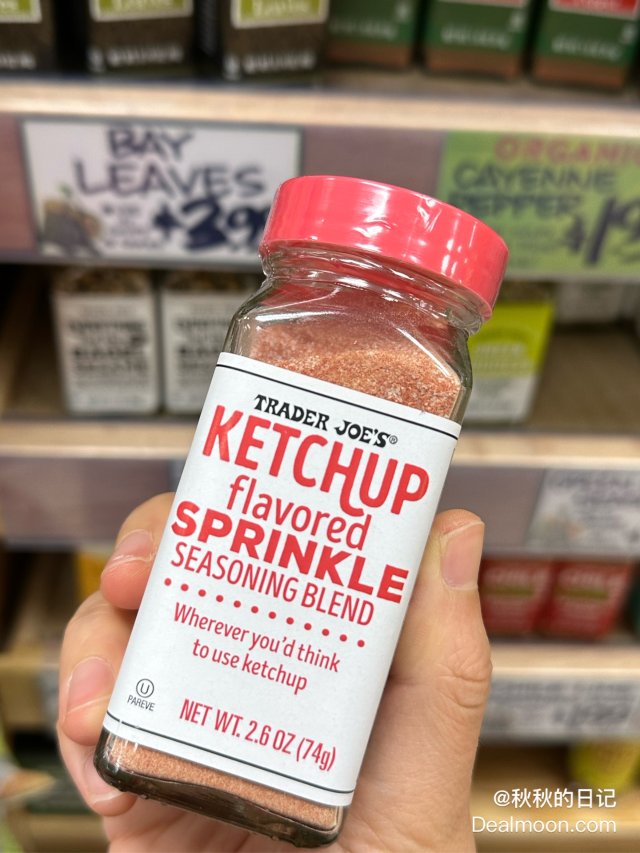 BAY
LEAVES
ORGANIC
CAYENNE
PEPPER
TRADER JOE'S®
KETCHUP
flavored
SPRINKLE
SEASONING BLEND
Wherever you'd think
to use ketchup
U
PAREVE
NET WT. 2.6 OZ (74g)
@秋秋的日记
Dealmoon.com